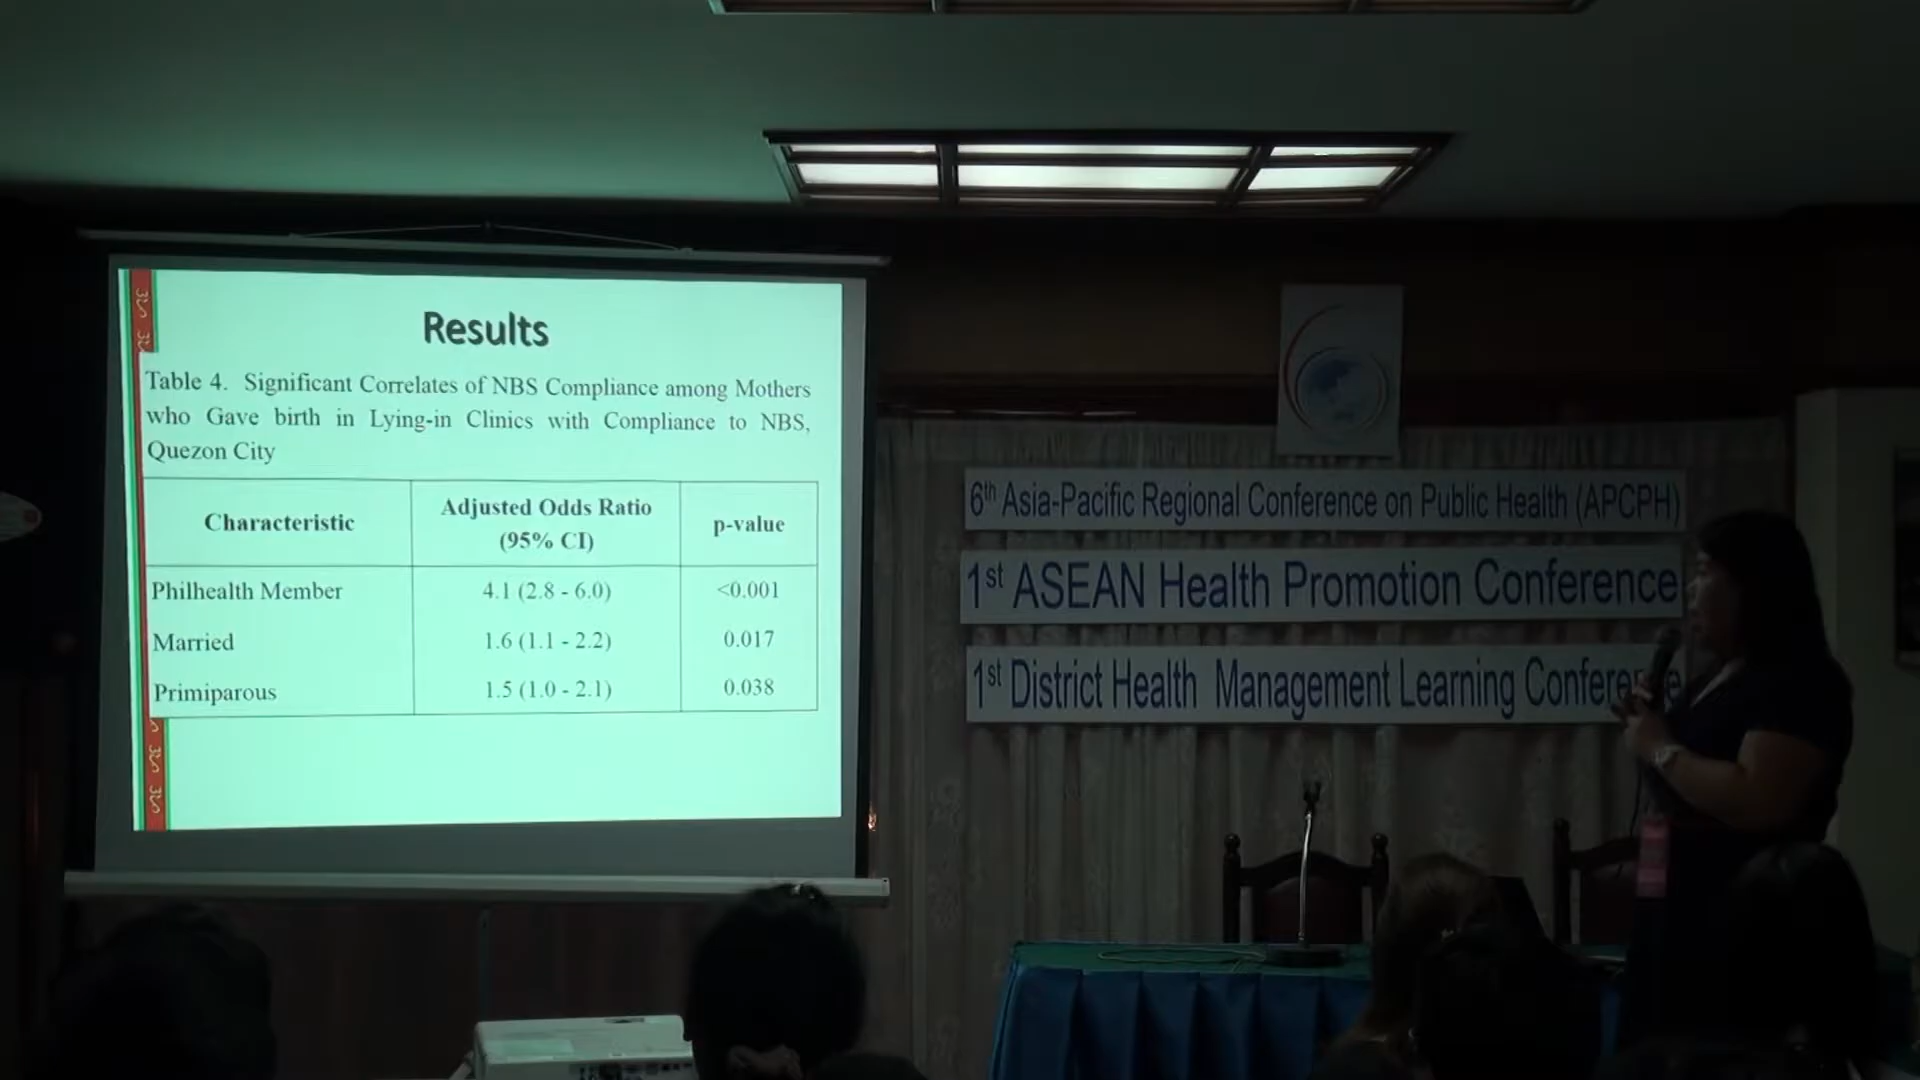 Results
Table 4. Significant Correlates of NBS Compliance among Mothers
who Gave birth in Lying-in Clinics with Compliance to NBS,
Quezon City
Characteristic
Adjusted Odds Ratio
(95% CI)
p-value
Philhealth Member 4.1 (2.8 - 6.0) <0.001
Married 1.6 (1.1 - 2.2) 0.017
Primiparous 1.5 (1.0 - 2.1) 0.038
6th Asia-Pacific Regional Conference on Public Health (APCPH)
1st ASEAN Health Promotion Conference
1st District Health Management Learning Conference